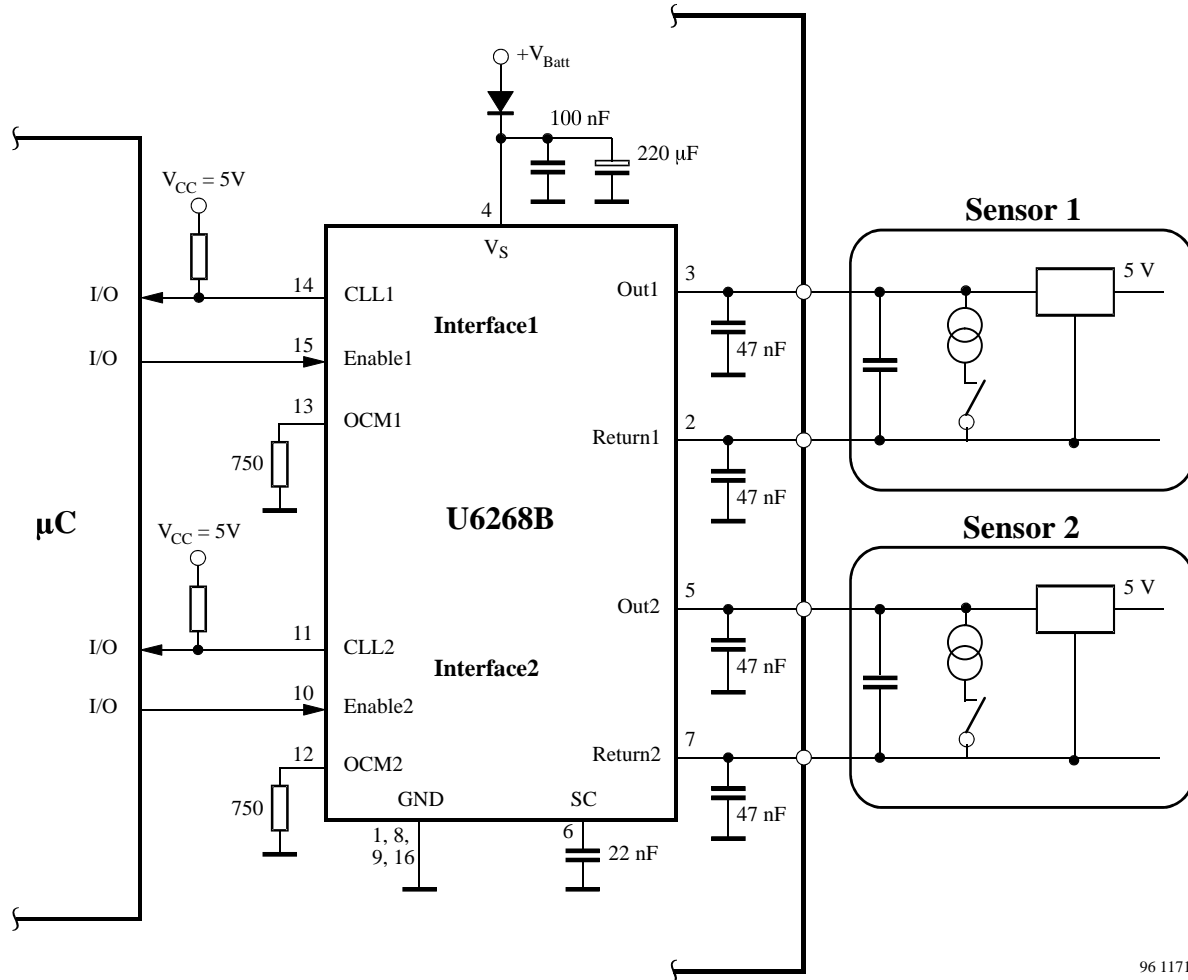 +V_Batt
100 nF
220 µF
V_CC = 5V
4
V_S
Sensor 1
I/O
14
CLL1
Out1
3
5 V
Interface1
47 nF
I/O
15
Enable1
13
OCM1
Return1
2
750
47 nF
µC
U6268B
V_CC = 5V
Sensor 2
5
Out2
5 V
I/O
11
CLL2
47 nF
Interface2
I/O
10
Enable2
12
OCM2
Return2
7
750
GND
SC
47 nF
1, 8,
9, 16
6
22 nF
96 1171